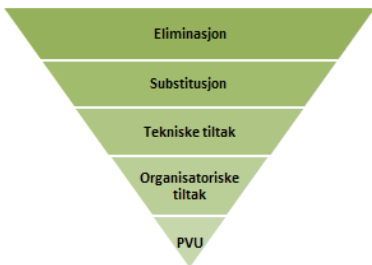 Eliminasjon
Substitusjon
Tekniske tiltak
Organisatoriske
tiltak
PVU